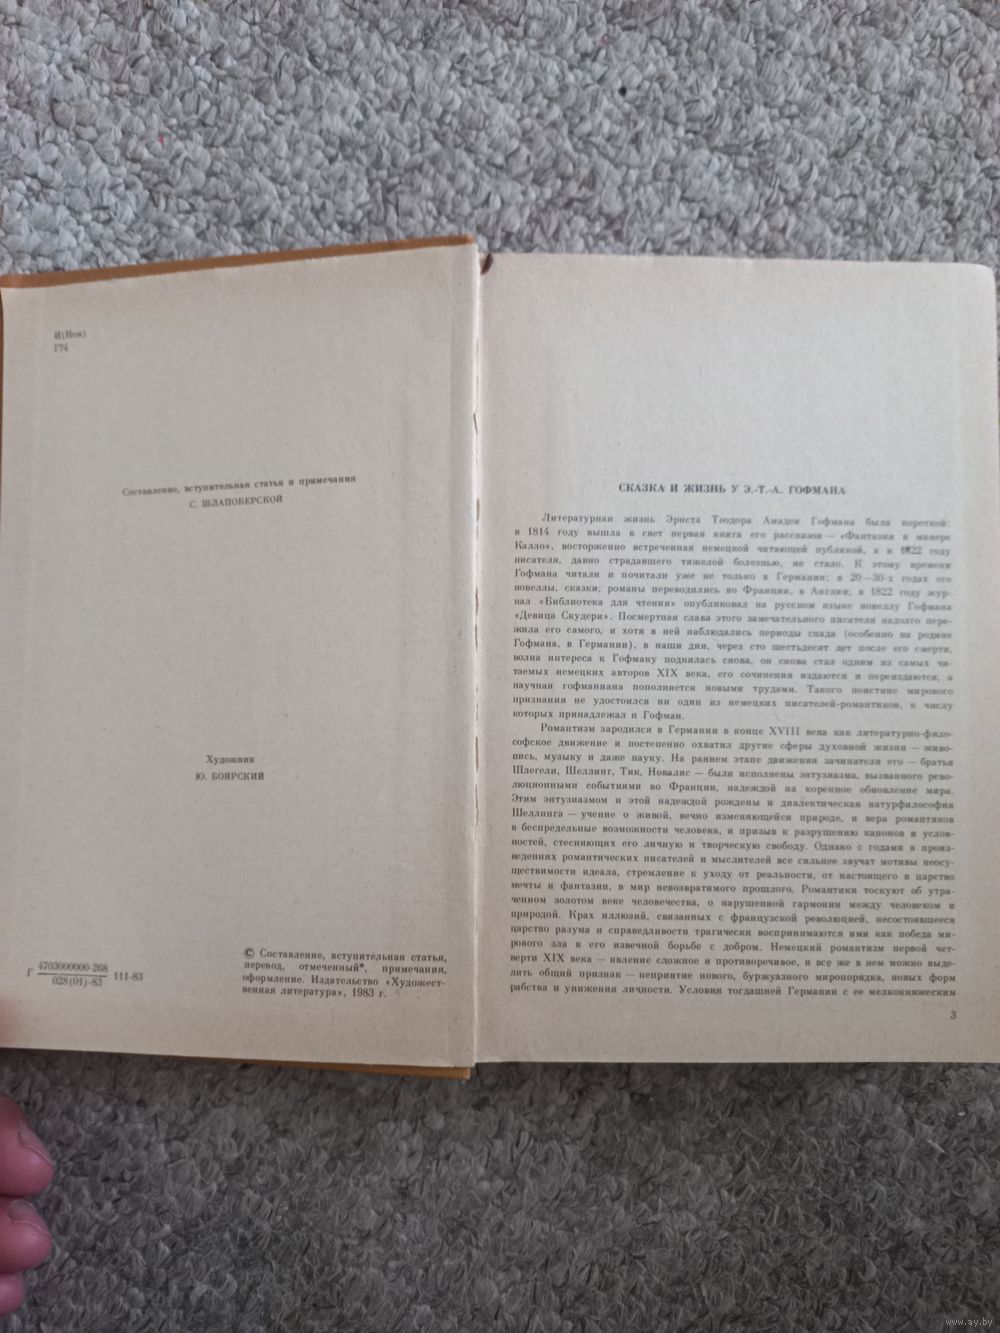 И(Нем)
Г74
Составление, вступительная статья и примечания
С. ШЛАПОБЕРСКОЙ
Художник
Ю. БОЯРСКИЙ
Г 4703000000-268
028(01)-83 111-83
© Составление, вступительная статья,
перевод, отмеченный*, примечания,
оформление. Издательство «Художест-
венная литература», 1983 г.
СКАЗКА И ЖИЗНЬ У Э.-Т.-А. ГОФМАНА
Литературная жизнь Эрнста Теодора Амадея Гофмана была короткой:
в 1814 году вышла в свет первая книга его рассказов — «Фантазии в манере
Калло», восторженно встреченная немецкой читающей публикой, а в 1822 году
писателя, давно страдавшего тяжелой болезнью, не стало. К этому времени
Гофмана читали и почитали уже не только в Германии; в 20—30-х годах его
новеллы, сказки, романы переводились во Франции, в Англии; в 1822 году жур-
нал «Библиотека для чтения» опубликовал на русском языке новеллу Гофмана
«Девица Скудери». Посмертная слава этого замечательного писателя надолго пере-
жила его самого, и хотя в ней наблюдались периоды спада (особенно на родине
Гофмана, в Германии), в наши дни, через сто шестьдесят лет после его смерти,
волна интереса к Гофману поднялась снова, он снова стал одним из самых чи-
таемых немецких авторов XIX века, его сочинения издаются и переиздаются, а
научная гофманиана пополняется новыми трудами. Такого поистине мирового
признания не удостоился ни один из немецких писателей-романтиков, к числу
которых принадлежал и Гофман.
Романтизм зародился в Германии в конце XVIII века как литературно-фило-
софское движение и постепенно охватил другие сферы духовной жизни — живо-
пись, музыку и даже науку. На раннем этапе движения зачинатели его — братья
Шлегели, Шеллинг, Тик, Новалис — были исполнены энтузиазма, вызванного рево-
люционными событиями во Франции, надеждой на коренное обновление мира.
Этим энтузиазмом и этой надеждой рождены и диалектическая натурфилософия
Шеллинга — учение о живой, вечно изменяющейся природе, и вера романтиков
в беспредельные возможности человека, и призыв к разрушению канонов и услов-
ностей, стесняющих его личную и творческую свободу. Однако с годами в произ-
ведениях романтических писателей и мыслителей все сильнее звучат мотивы неосу-
ществимости идеала, стремление к уходу от реальности, от настоящего в царство
мечты и фантазии, в мир невозвратимого прошлого. Романтики тоскуют об утра-
ченном золотом веке человечества, о нарушенной гармонии между человеком и
природой. Крах иллюзий, связанных с французской революцией, несостоявшееся
царство разума и справедливости трагически воспринимаются ими как победа ми-
рового зла в его извечной борьбе с добром. Немецкий романтизм первой чет-
верти XIX века — явление сложное и противоречивое, и все же в нем можно выде-
лить общий признак — неприятие нового, буржуазного миропорядка, новых форм
рабства и унижения личности. Условия тогдашней Германии с ее мелкокняжеским
3
www.ay.by